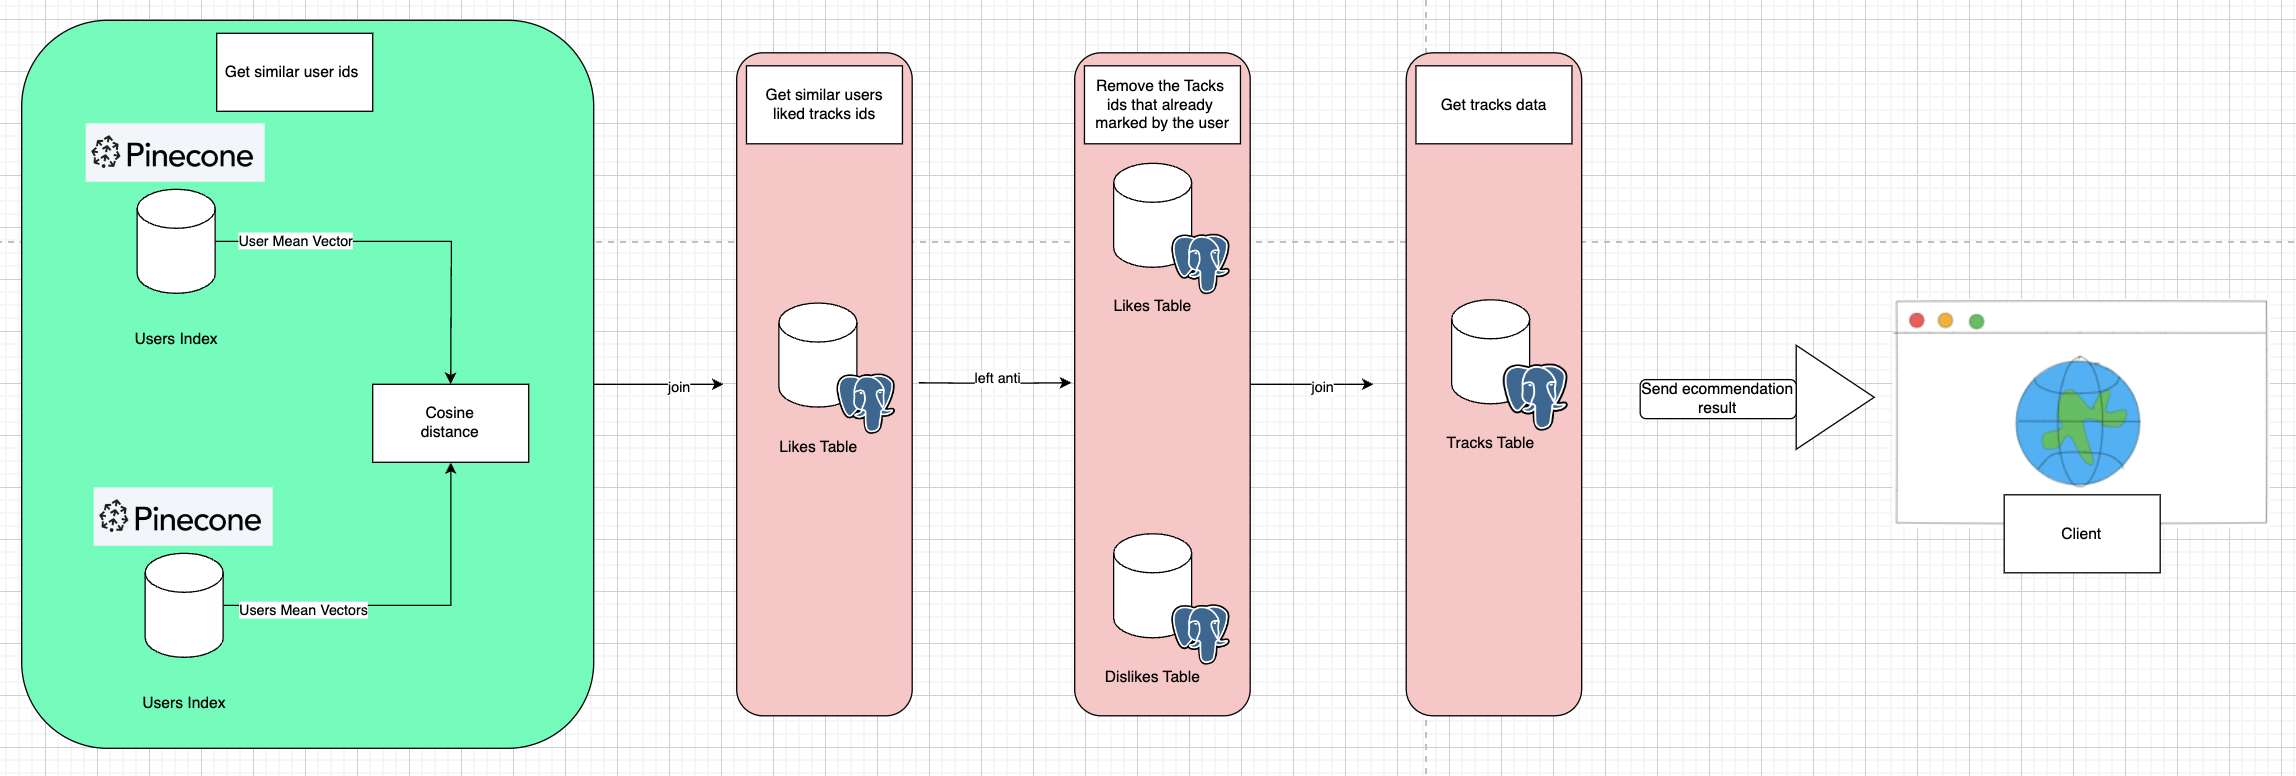 Get similar user ids
Pinecone
User Mean Vector
Users Index
Cosine
distance
Pinecone
Users Mean Vectors
Users Index
join
Get similar users
liked tracks ids
Likes Table
left anti
Remove the Tacks
ids that already
marked by the user
Likes Table
Dislikes Table
join
Get tracks data
Tracks Table
Send ecommendation
result
Client